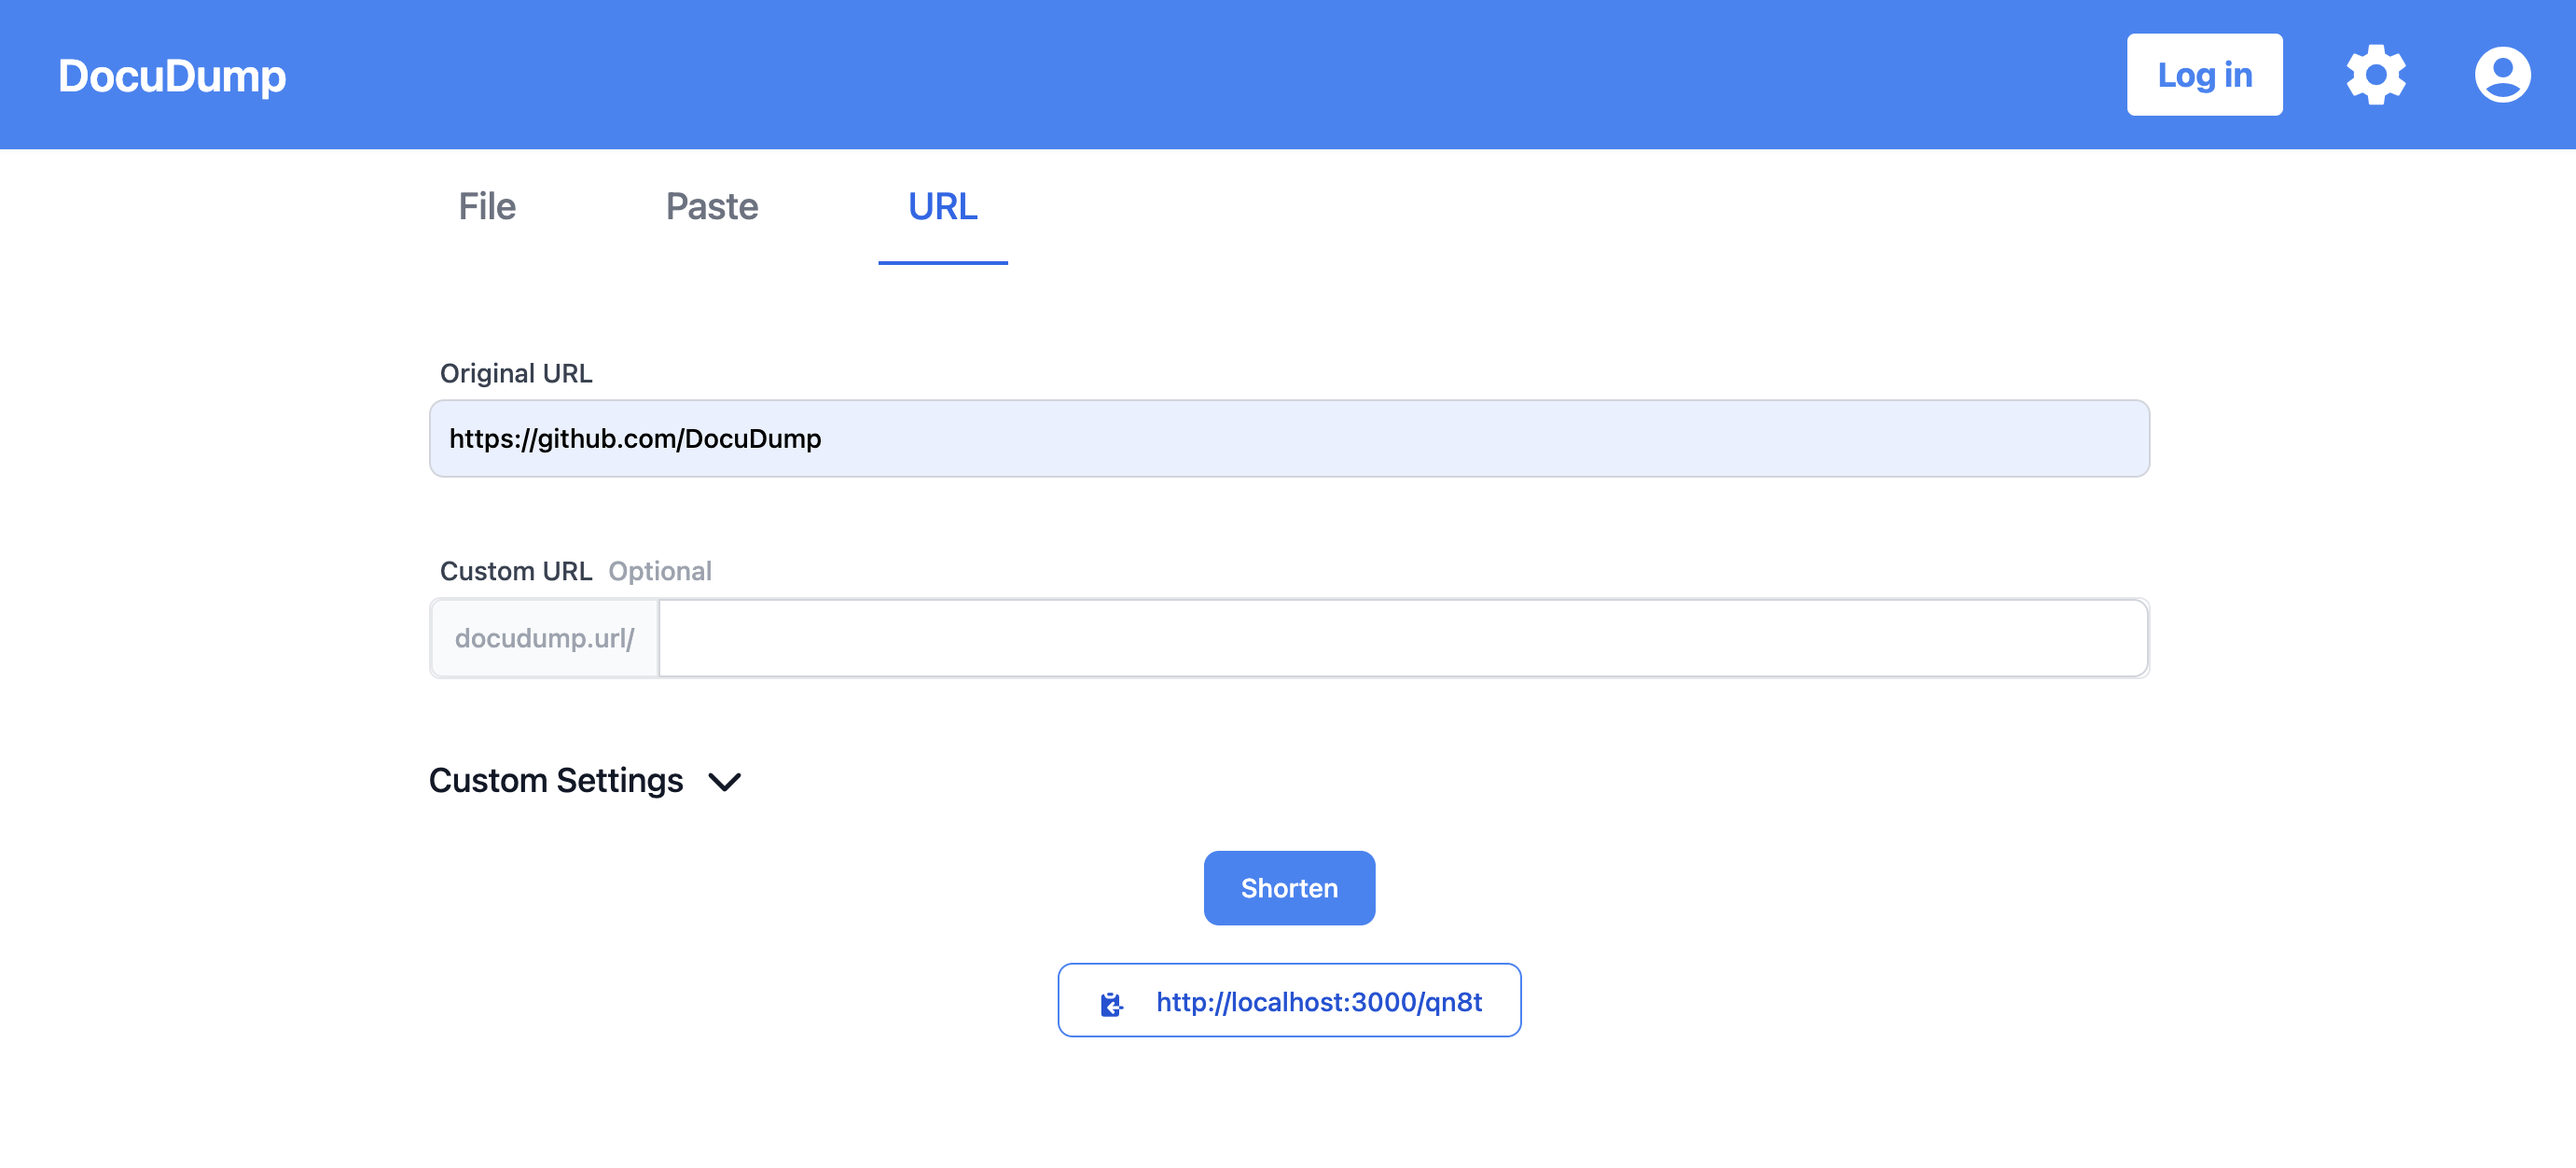 DocuDump Log in
File Paste URL
Original URL
https://github.com/DocuDump
Custom URL Optional
docudump.url/
Custom Settings
Shorten
http://localhost:3000/qn8t